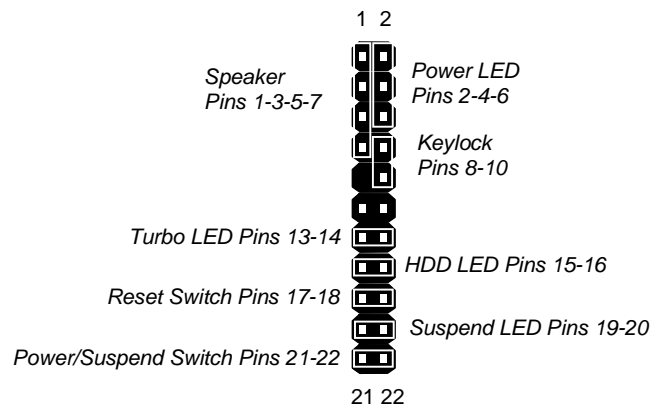 1 2
Speaker
Pins 1-3-5-7
Power LED
Pins 2-4-6
Keylock
Pins 8-10
Turbo LED Pins 13-14
HDD LED Pins 15-16
Reset Switch Pins 17-18
Suspend LED Pins 19-20
Power/Suspend Switch Pins 21-22
21 22